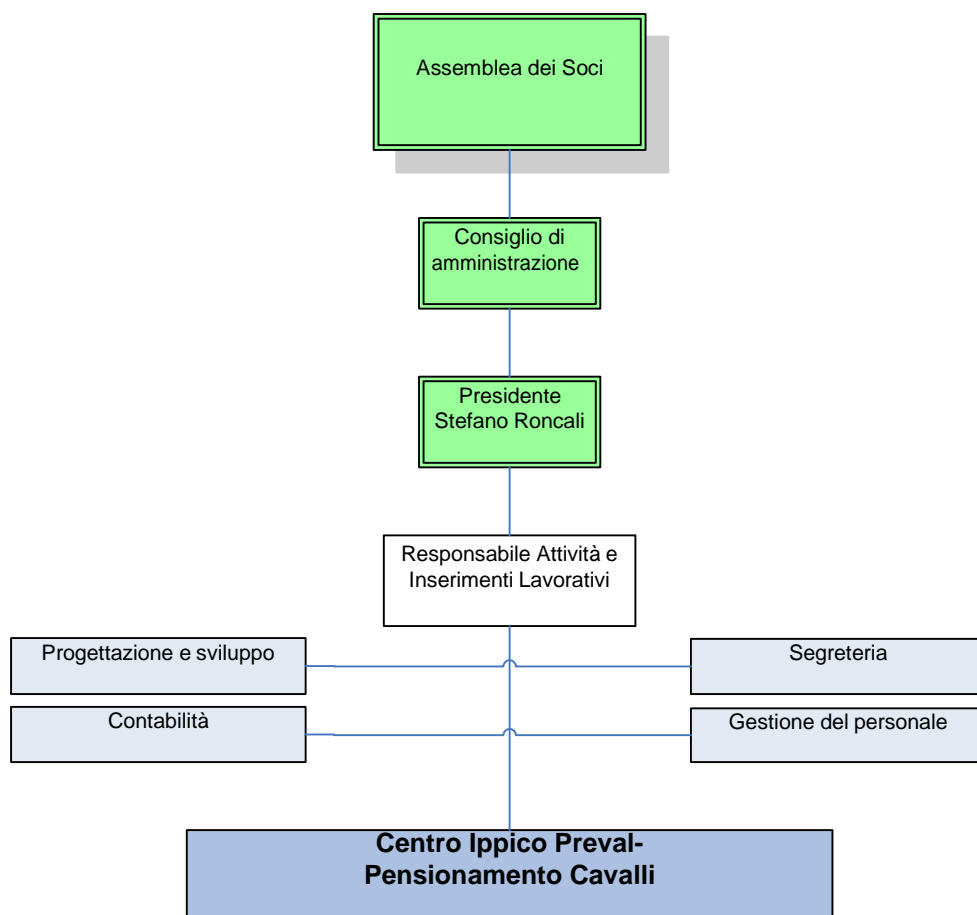 Assemblea dei Soci
Consiglio di
amministrazione
Presidente
Stefano Roncali
Responsabile Attività e
Inserimenti Lavorativi
Progettazione e sviluppo
Segreteria
Contabilità
Gestione del personale
Centro Ippico Preval-
Pensionamento Cavalli